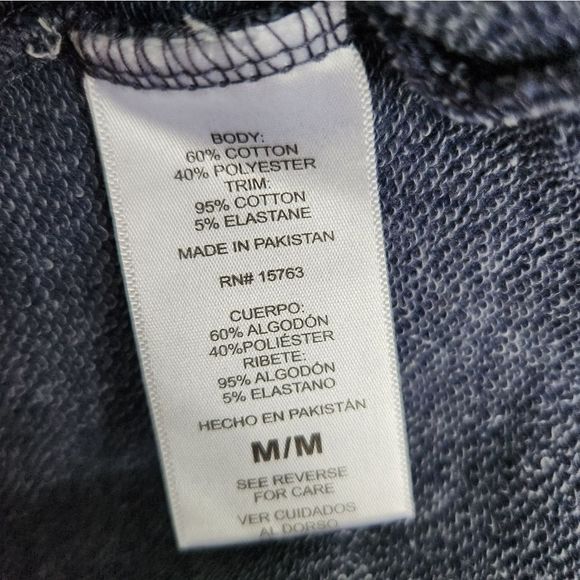 BODY:
60% COTTON
40% POLYESTER
TRIM:
95% COTTON
5% ELASTANE
MADE IN PAKISTAN
RN# 15763
CUERPO:
60% ALGODÓN
40%POLIÉSTER
RIBETE:
95% ALGODÓN
5% ELASTANO
HECHO EN PAKISTÁN
M/M
SEE REVERSE
FOR CARE
VER CUIDADOS
AL DORSO